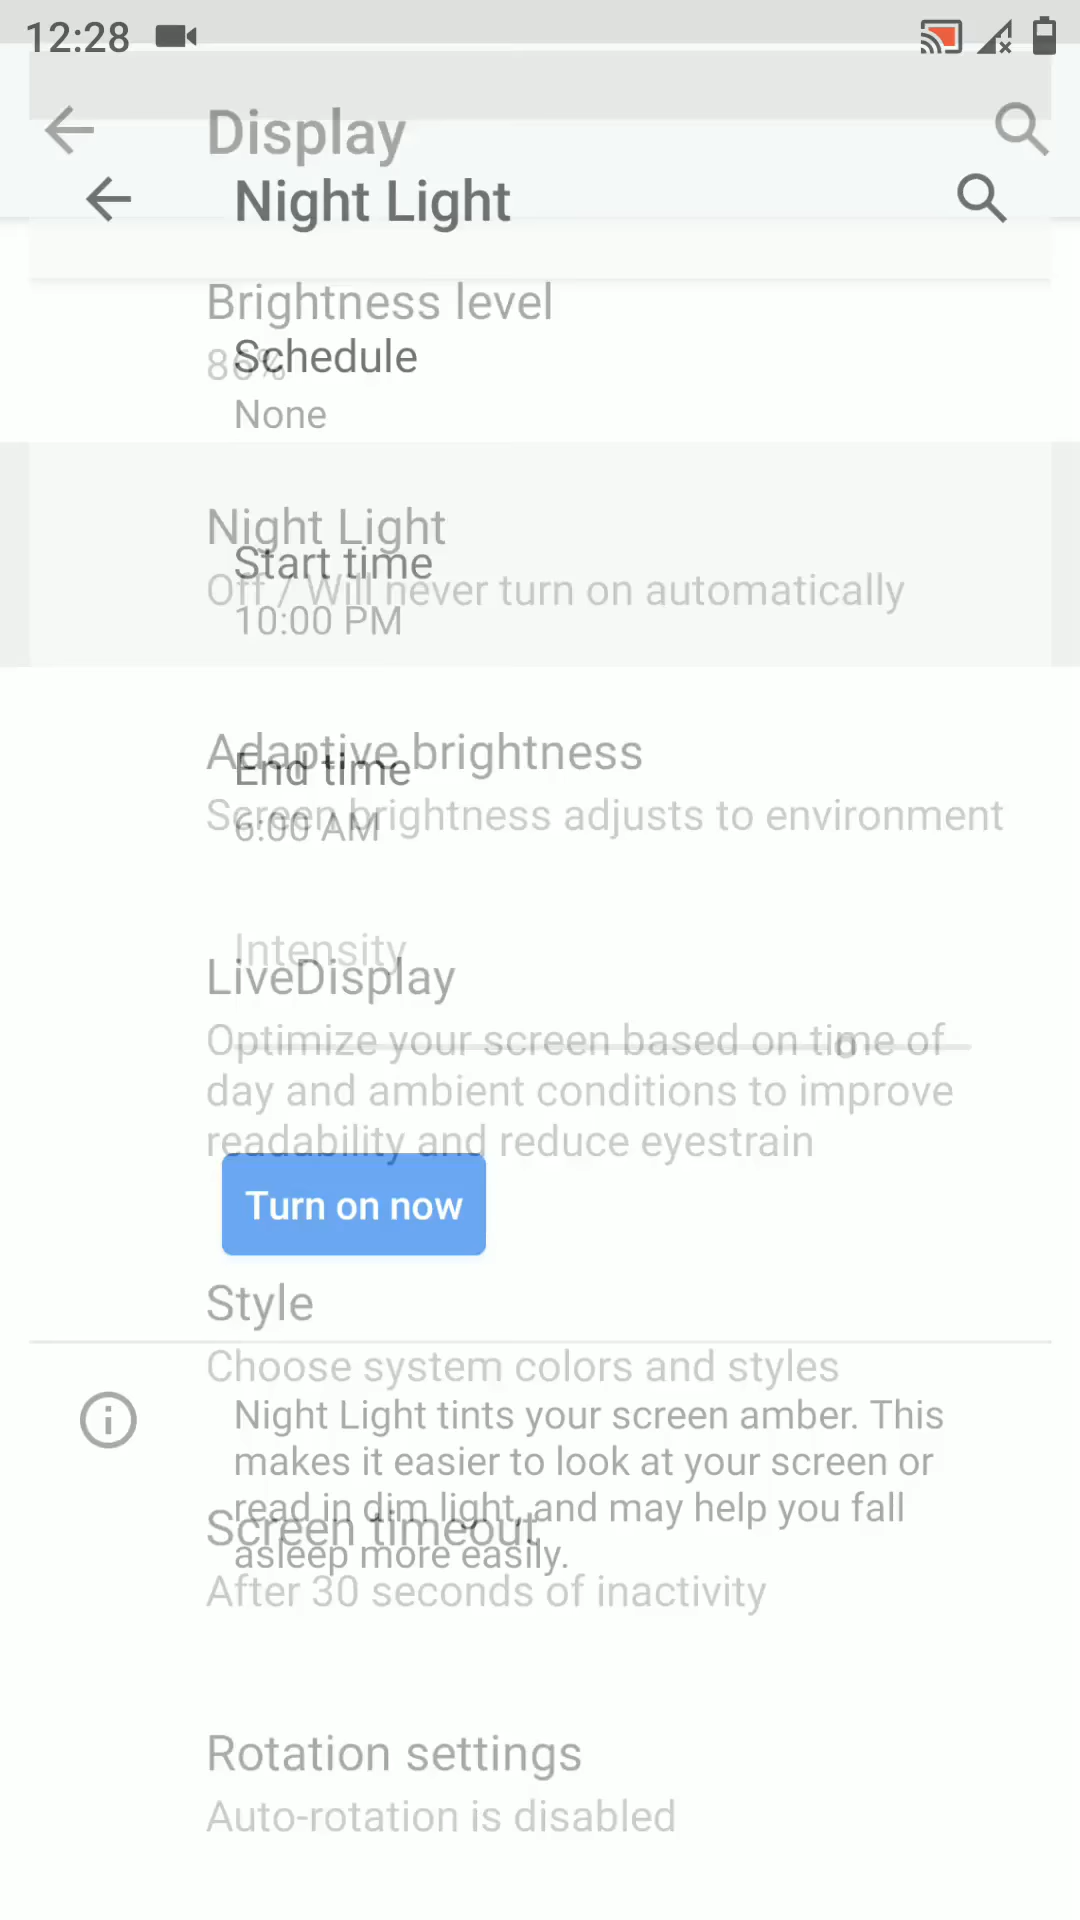 12:28
Display
Night Light
Brightness level
86%
Schedule
None
Night Light
Start time
Off / Will never turn on automatically
10:00 PM
Adaptive brightness
End time
Screen brightness adjusts to environment
6:00 AM
Intensity
LiveDisplay
Optimize your screen based on time of
day and ambient conditions to improve
readability and reduce eyestrain
Turn on now
Style
Choose system colors and styles
Night Light tints your screen amber. This
makes it easier to look at your screen or
read in dim light, and may help you fall
Screen timeout
asleep more easily.
After 30 seconds of inactivity
Rotation settings
Auto-rotation is disabled